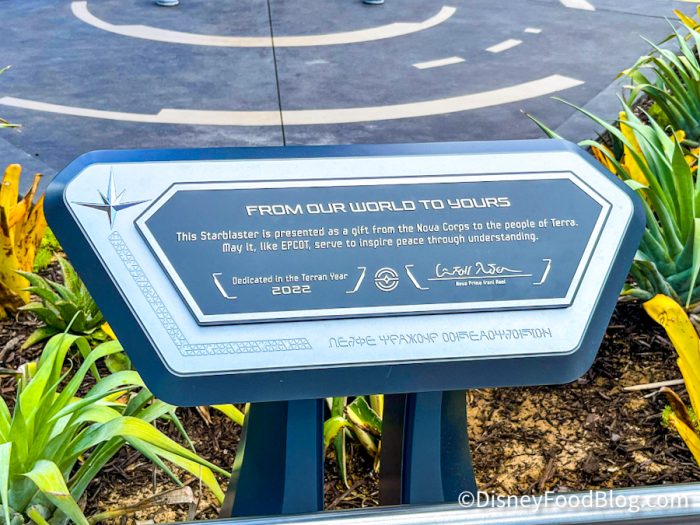 FROM OUR WORLD TO YOURS
This Starblaster is presented as a gift from the Nova Corps to the people of Terra.
May it, like EPCOT, serve to inspire peace through understanding.
Dedicated in the Terran Year
2022
Nova Prime Irani Rael
©DisneyFoodBlog.com